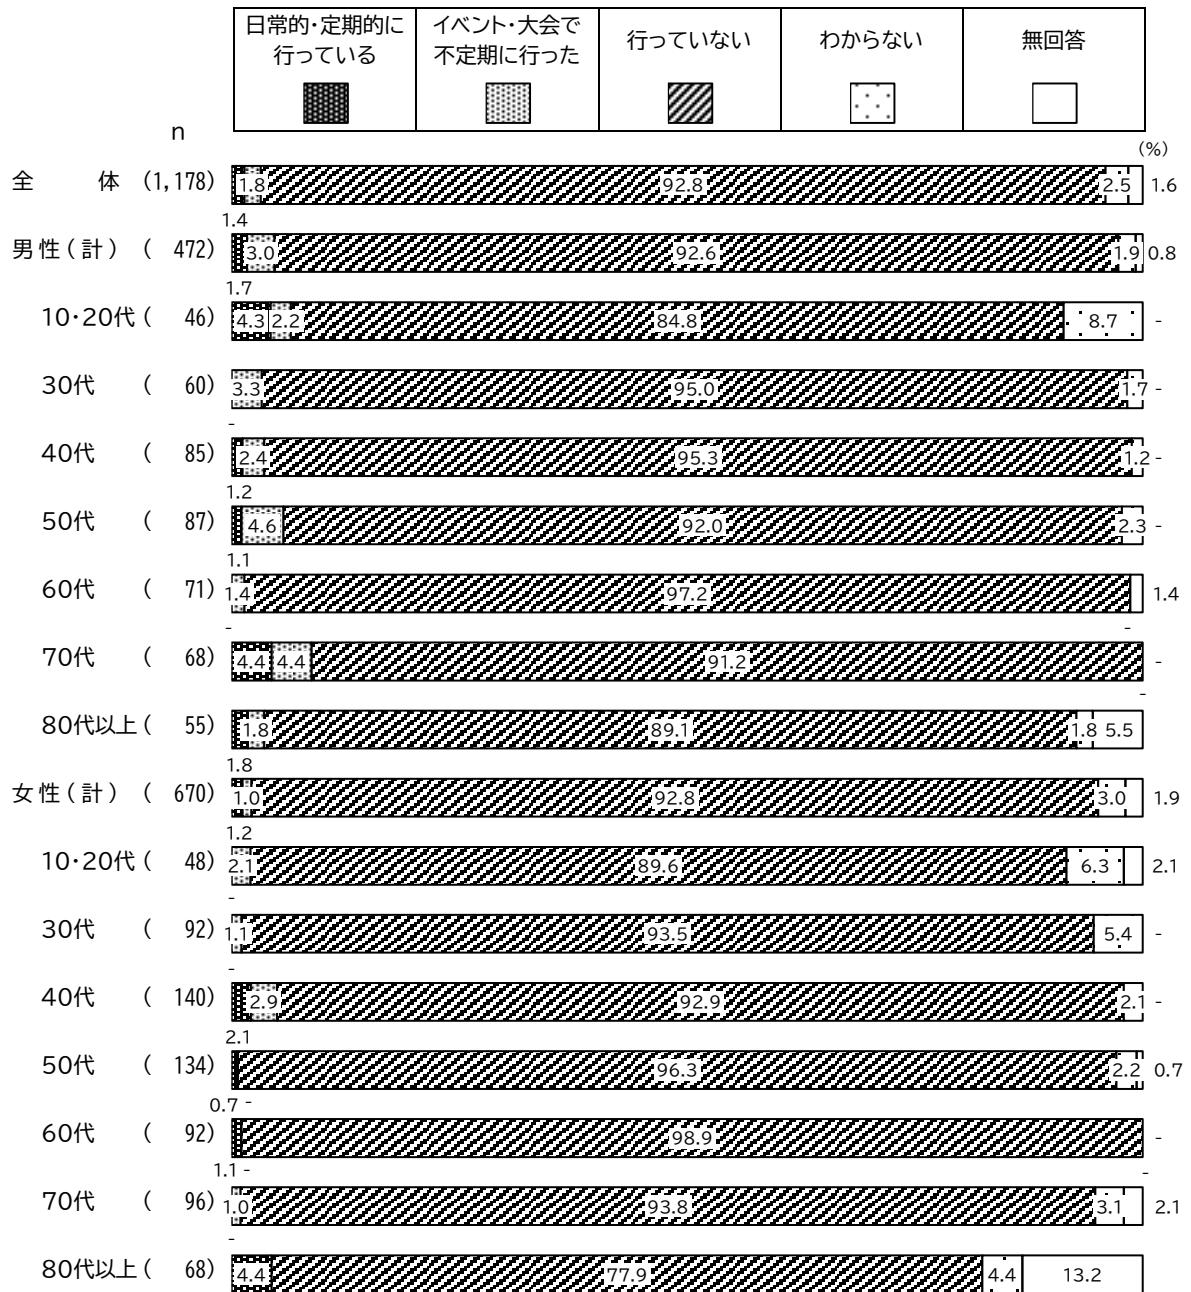 日常的・定期的に
行っている
イベント・大会で
不定期に行った
行っていない
わからない
無回答
n
(%)
全 体 (1,178) 1.8 92.8 2.5 1.6
1.4
男性(計) ( 472) 3.0 92.6 1.9 0.8
1.7
10・20代 ( 46) 4.3 2.2 84.8 8.7 -
30代 ( 60) 3.3 95.0 1.7 -
-
40代 ( 85) 2.4 95.3 1.2 -
1.2
50代 ( 87) 4.6 92.0 2.3 -
1.1
60代 ( 71) 1.4 97.2 1.4
- -
70代 ( 68) 4.4 4.4 91.2 -
-
80代以上 ( 55) 1.8 89.1 1.8 5.5
1.8
女性(計) ( 670) 1.0 92.8 3.0 1.9
1.2
10・20代 ( 48) 2.1 89.6 6.3 2.1
-
30代 ( 92) 1.1 93.5 5.4 -
-
40代 ( 140) 2.9 92.9 2.1 -
2.1
50代 ( 134) 96.3 2.2 0.7
0.7 -
60代 ( 92) 98.9 -
1.1 - -
70代 ( 96) 1.0 93.8 3.1 2.1
-
80代以上 ( 68) 4.4 77.9 4.4 13.2